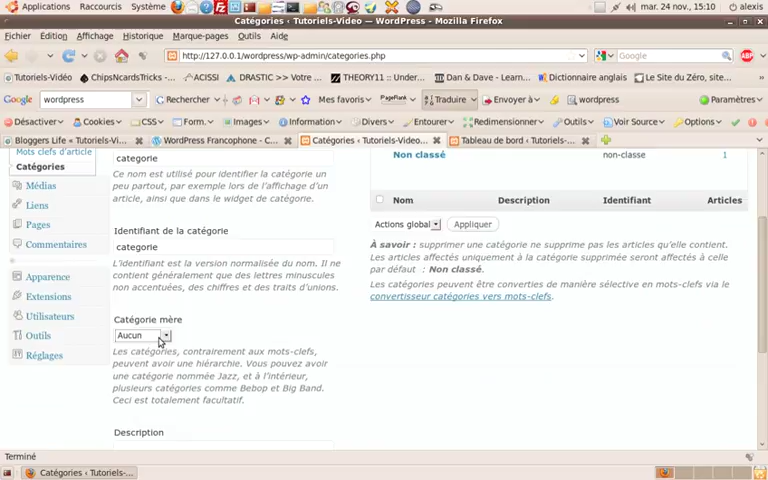 Applications Raccourcis Système mar. 24 nov., 15:10 alexis
Catégories ‹ Tutoriels-Video — WordPress - Mozilla Firefox
Fichier Édition Affichage Historique Marque-pages Outils Aide
http://127.0.0.1/wordpress/wp-admin/categories.php Google ABP
Tutoriels-Vidéo ChipsNcardsTricks -... ACISSI DRASTIC >> Votre ... THEORY11 :: Under... Dan & Dave - Learn... Dictionnaire anglais Le Site du Zéro, site...
Google wordpress Rechercher Mes favoris PageRank Traduire Envoyer à wordpress Paramètres
Désactiver Cookies CSS Form. Images Information Divers Entourer Redimensionner Outils Voir Source Options
Bloggers Life « Tutoriels-Vi... WordPress Francophone - C... Catégories ‹ Tutoriels-Video... Tableau de bord ‹ Tutoriels-...
Mots clefs d'article
Catégories
Médias
Liens
Pages
Commentaires
Apparence
Extensions
Utilisateurs
Outils
Réglages
categorie
Ce nom est utilisé pour identifier la catégorie un
peu partout, par exemple lors de l'affichage d'un
article, ainsi que dans le widget de catégorie.
Identifiant de la catégorie
categorie
L'identifiant est la version normalisée du nom. Il ne
contient généralement que des lettres minuscules
non accentuées, des chiffres et des traits d'unions.
Catégorie mère
Aucun
Les catégories, contrairement aux mots-clefs,
peuvent avoir une hiérarchie. Vous pouvez avoir
une catégorie nommée Jazz, et à l'intérieur,
plusieurs catégories comme Bebop et Big Band.
Ceci est totalement facultatif.
Description
Non classé non-classe 1
Nom Description Identifiant Articles
Actions global Appliquer
À savoir : supprimer une catégorie ne supprime pas les articles qu'elle contient.
Les articles affectés uniquement à la catégorie supprimée seront affectés à celle
par défaut : Non classé.
Les catégories peuvent être converties de manière sélective en mots-clefs via le
convertisseur catégories vers mots-clefs.
Terminé
Catégories ‹ Tutoriels-...